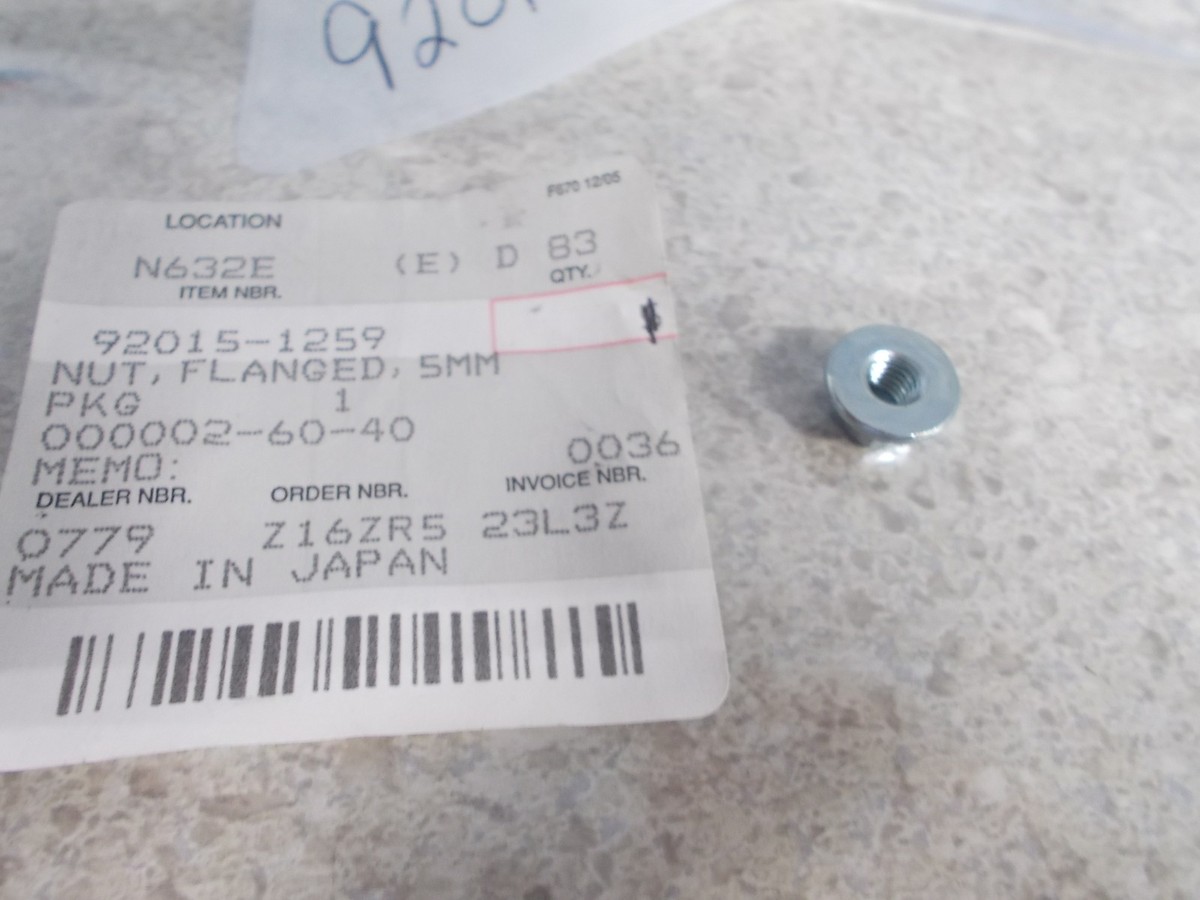 920
F870 12/05
LOCATION
N632E (E) D 83
ITEM NBR. QTY.
92015-1259
NUT, FLANGED, 5MM
PKG 1
000002-60-40
MEMO: 0036
DEALER NBR. ORDER NBR. INVOICE NBR.
0779 Z16ZR5 23L3Z
MADE IN JAPAN